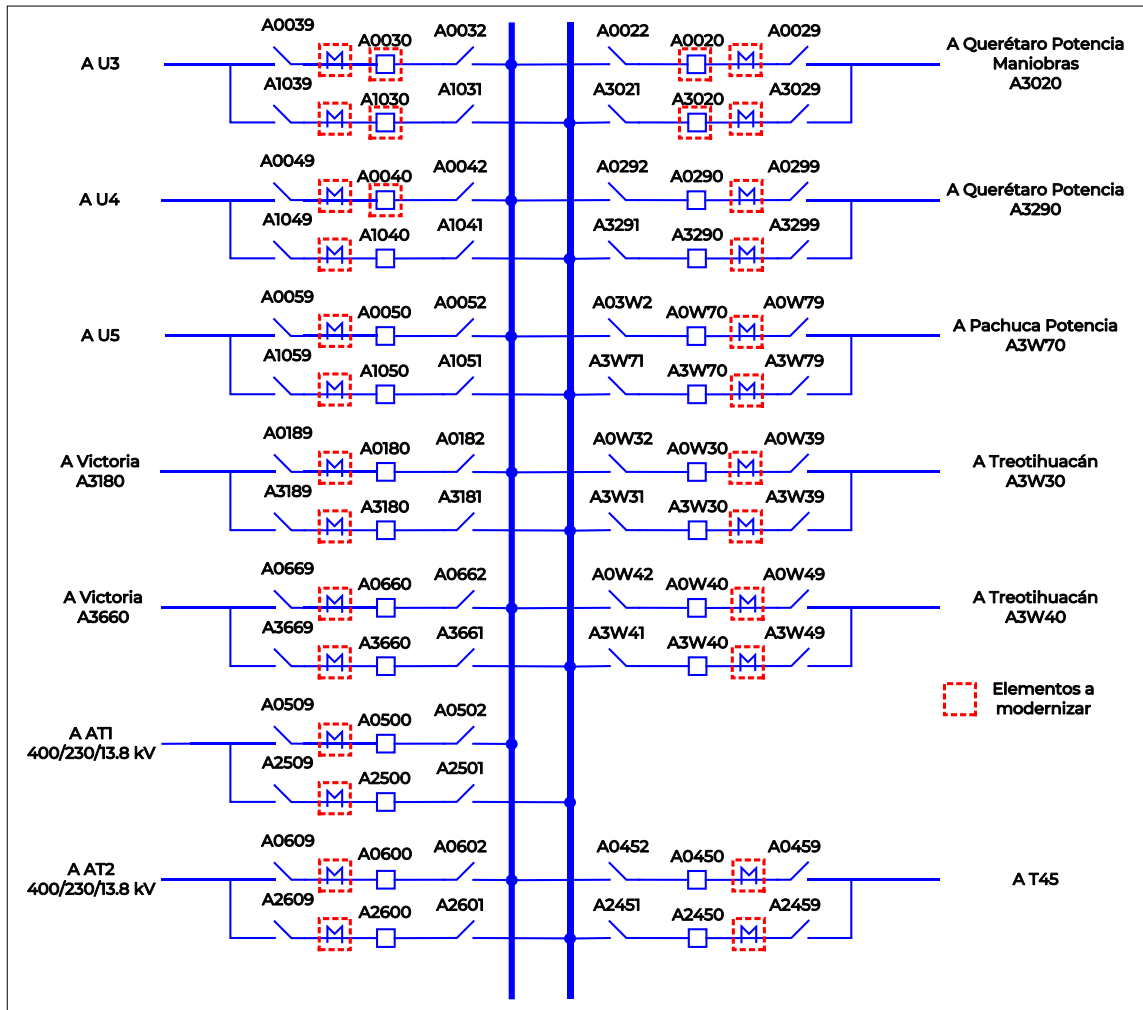 A0039
A0030
A0032
A0022
A0020
A0029
A U3
A Querétaro Potencia
Maniobras
A3020
A1039
A1030
A1031
A3021
A3020
A3029
A0049
A0040
A0042
A0292
A0290
A0299
A U4
A Querétaro Potencia
A3290
A1049
A1040
A1041
A3291
A3290
A3299
A0059
A0050
A0052
A03W2
A0W70
A0W79
A U5
A Pachuca Potencia
A3W70
A1059
A1050
A1051
A3W71
A3W70
A3W79
A0189
A0180
A0182
A0W32
A0W30
A0W39
A Victoria
A3180
A Treotihuacán
A3W30
A3189
A3180
A3181
A3W31
A3W30
A3W39
A0669
A0660
A0662
A0W42
A0W40
A0W49
A Victoria
A3660
A Treotihuacán
A3W40
A3669
A3660
A3661
A3W41
A3W40
A3W49
Elementos a
modernizar
A0509
A0500
A0502
A AT1
400/230/13.8 kV
A2509
A2500
A2501
A0609
A0600
A0602
A0452
A0450
A0459
A AT2
400/230/13.8 kV
A T45
A2609
A2600
A2601
A2451
A2450
A2459